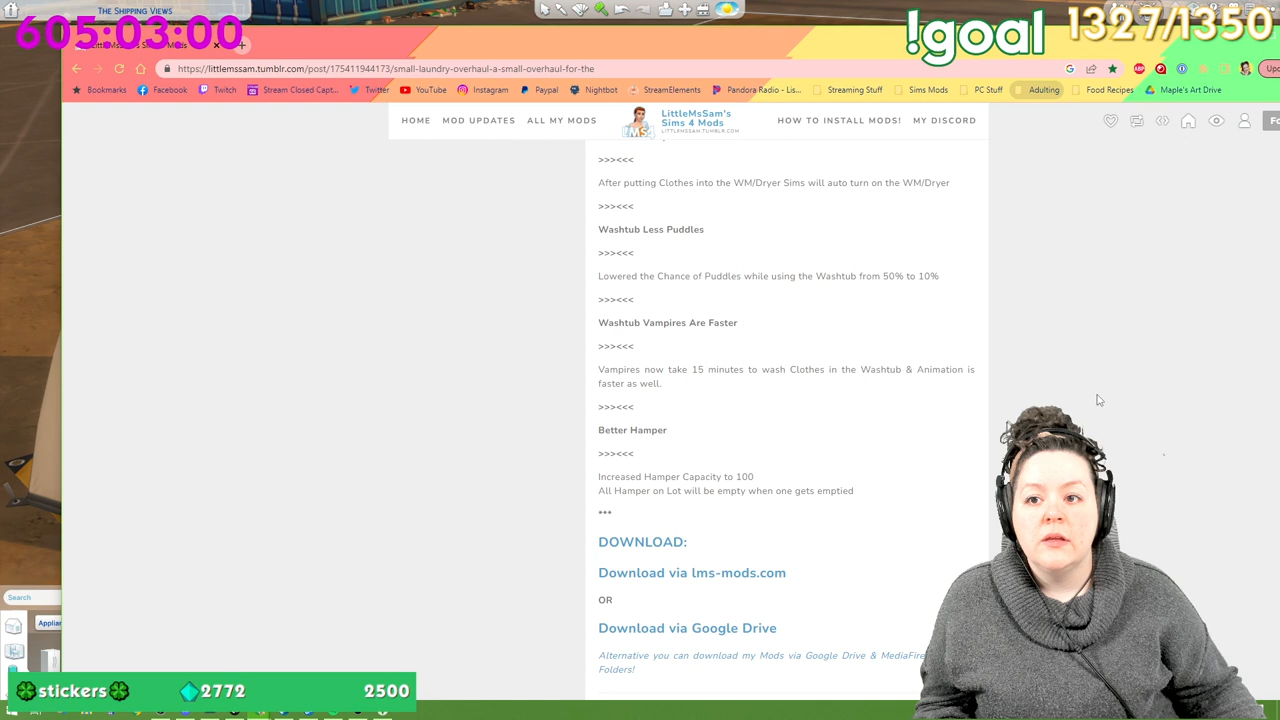 THE SHIPPING VIEWS
605:03:00
!goal
1327/1350
https://littlemssam.tumblr.com/post/175411944173/small-laundry-overhaul-a-small-overhaul-for-the
Bookmarks Facebook Twitch Stream Closed Capt... Twitter YouTube Instagram Paypal Nightbot StreamElements Pandora Radio - Lis... Streaming Stuff Sims Mods PC Stuff Adulting Food Recipes Maple's Art Drive
HOME MOD UPDATES ALL MY MODS
LittleMsSam's
Sims 4 Mods
LITTLEMSSAM.TUMBLR.COM
HOW TO INSTALL MODS! MY DISCORD
>>><<<
After putting Clothes into the WM/Dryer Sims will auto turn on the WM/Dryer
>>><<<
Washtub Less Puddles
>>><<<
Lowered the Chance of Puddles while using the Washtub from 50% to 10%
>>><<<
Washtub Vampires Are Faster
>>><<<
Vampires now take 15 minutes to wash Clothes in the Washtub & Animation is
faster as well.
>>><<<
Better Hamper
>>><<<
Increased Hamper Capacity to 100
All Hamper on Lot will be empty when one gets emptied
***
DOWNLOAD:
Download via lms-mods.com
OR
Download via Google Drive
Alternative you can download my Mods via Google Drive & MediaFire
Folders!
Search
Applian
stickers 2772 2500